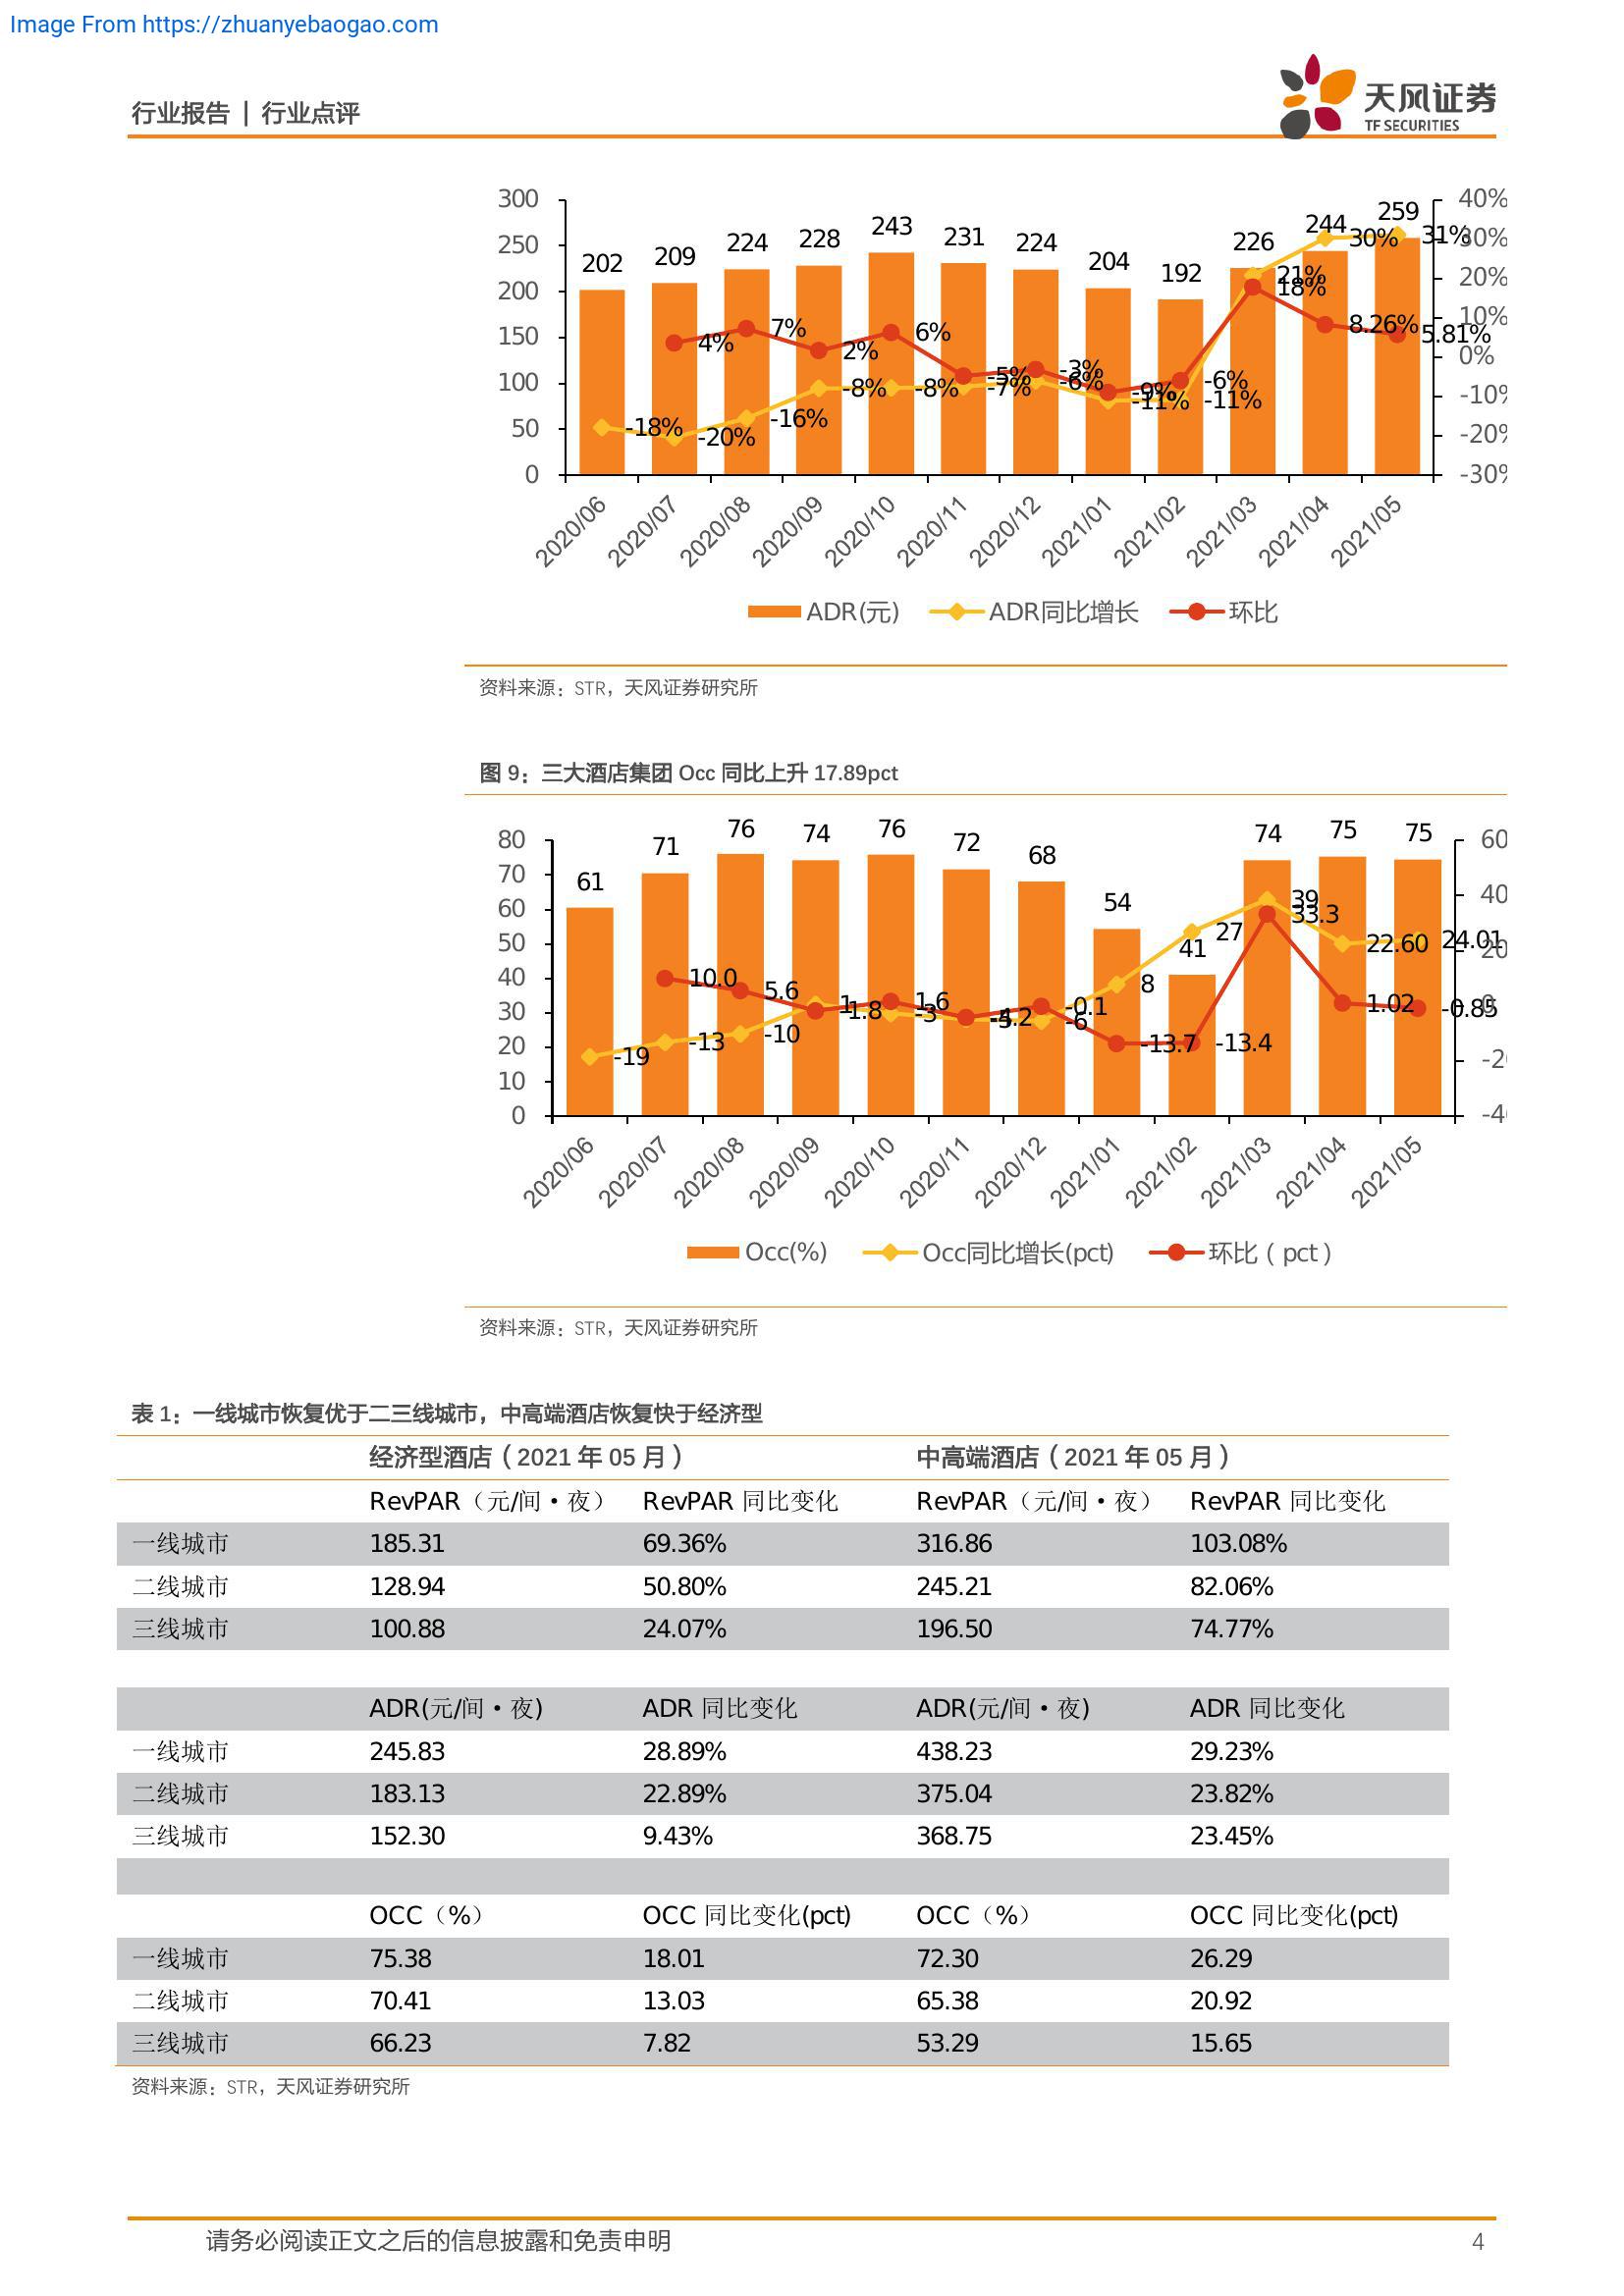 Image From https://zhuanyebaogao.com
行业报告 | 行业点评
天风证券
TF SECURITIES
300
250
200
150
100
50
0
40%
30%
20%
10%
0%
-10%
-20%
-30%
202 209 224 228 243 231 224 204 192 226 244 259
-18% -20% -16% -8% -8% -7% -6% -11% -11% 21% 30% 31%
4% 7% 2% 6% -5% -3% -9% -6% 18% 8.26% 5.81%
2020/06 2020/07 2020/08 2020/09 2020/10 2020/11 2020/12 2021/01 2021/02 2021/03 2021/04 2021/05
ADR(元) ADR同比增长 环比
资料来源：STR，天风证券研究所
图 9：三大酒店集团 Occ 同比上升 17.89pct
80
70
60
50
40
30
20
10
0
60
40
20
0
61 71 76 74 76 72 68 54 41 74 75 75
-19 -13 -10 1 -3 -6 8 27 39 22.60 24.01
10.0 5.6 1.8 1.6 -0.1 -13.7 -13.4 33.3 1.02 -0.85
2020/06 2020/07 2020/08 2020/09 2020/10 2020/11 2020/12 2021/01 2021/02 2021/03 2021/04 2021/05
Occ(%) Occ同比增长(pct) 环比（pct）
资料来源：STR，天风证券研究所
表 1：一线城市恢复优于二三线城市，中高端酒店恢复快于经济型
经济型酒店（2021 年 05 月） 中高端酒店（2021 年 05 月）
RevPAR（元/间·夜） RevPAR 同比变化 RevPAR（元/间·夜） RevPAR 同比变化
一线城市 185.31 69.36% 316.86 103.08%
二线城市 128.94 50.80% 245.21 82.06%
三线城市 100.88 24.07% 196.50 74.77%
ADR(元/间·夜) ADR 同比变化 ADR(元/间·夜) ADR 同比变化
一线城市 245.83 28.89% 438.23 29.23%
二线城市 183.13 22.89% 375.04 23.82%
三线城市 152.30 9.43% 368.75 23.45%
OCC（%） OCC 同比变化(pct) OCC（%） OCC 同比变化(pct)
一线城市 75.38 18.01 72.30 26.29
二线城市 70.41 13.03 65.38 20.92
三线城市 66.23 7.82 53.29 15.65
资料来源：STR，天风证券研究所
请务必阅读正文之后的信息披露和免责申明 4